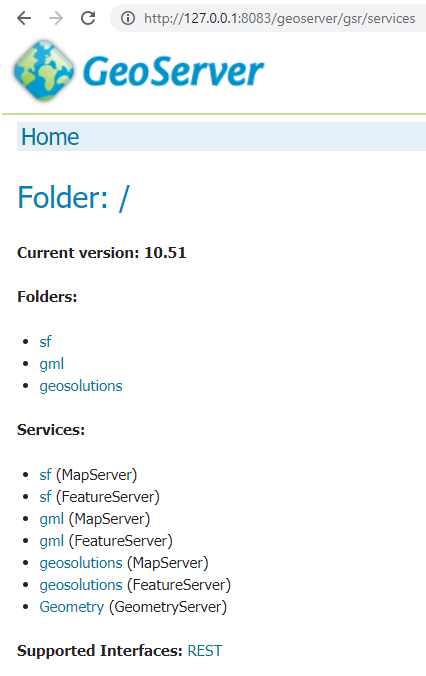 http://127.0.0.1:8083/geoserver/gsr/services
GeoServer
Home
Folder: /
Current version: 10.51
Folders:
sf
gml
geosolutions
Services:
sf (MapServer)
sf (FeatureServer)
gml (MapServer)
gml (FeatureServer)
geosolutions (MapServer)
geosolutions (FeatureServer)
Geometry (GeometryServer)
Supported Interfaces: REST